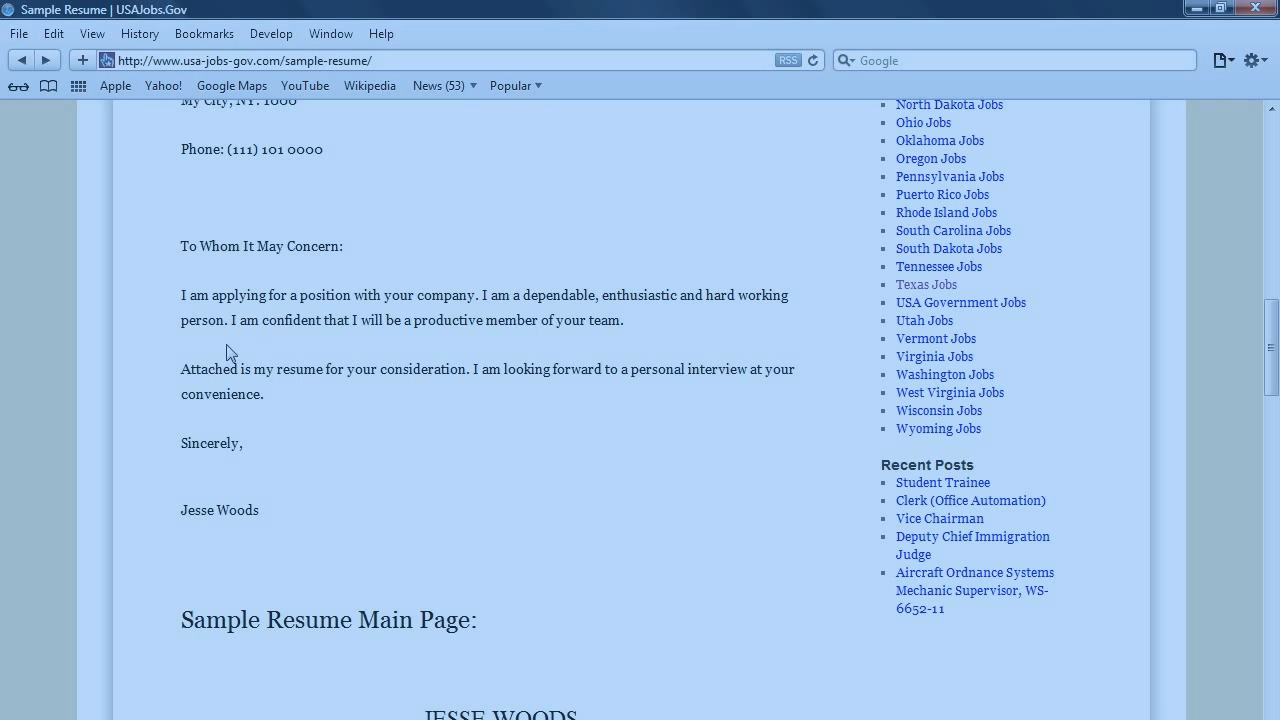 Sample Resume | USAJobs.Gov
File Edit View History Bookmarks Develop Window Help
http://www.usa-jobs-gov.com/sample-resume/ RSS Google
Apple Yahoo! Google Maps YouTube Wikipedia News (53) Popular
My City, NY. 1000
Phone: (111) 101 0000
To Whom It May Concern:
I am applying for a position with your company. I am a dependable, enthusiastic and hard working
person. I am confident that I will be a productive member of your team.
Attached is my resume for your consideration. I am looking forward to a personal interview at your
convenience.
Sincerely,
Jesse Woods
Sample Resume Main Page:
JESSE WOODS
North Dakota Jobs
Ohio Jobs
Oklahoma Jobs
Oregon Jobs
Pennsylvania Jobs
Puerto Rico Jobs
Rhode Island Jobs
South Carolina Jobs
South Dakota Jobs
Tennessee Jobs
Texas Jobs
USA Government Jobs
Utah Jobs
Vermont Jobs
Virginia Jobs
Washington Jobs
West Virginia Jobs
Wisconsin Jobs
Wyoming Jobs
Recent Posts
Student Trainee
Clerk (Office Automation)
Vice Chairman
Deputy Chief Immigration
Judge
Aircraft Ordnance Systems
Mechanic Supervisor, WS-
6652-11